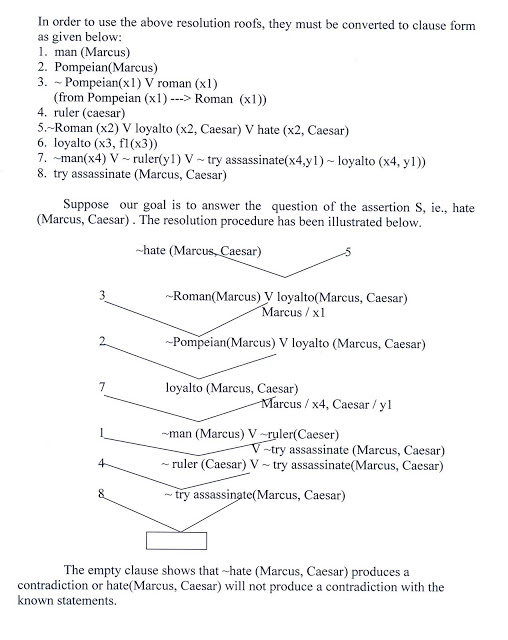 In order to use the above resolution roofs, they must be converted to clause form
as given below:
1. man (Marcus)
2. Pompeian(Marcus)
3. ~ Pompeian(x1) V roman (x1)
(from Pompeian (x1) ---> Roman (x1))
4. ruler (caesar)
5.~Roman (x2) V loyalto (x2, Caesar) V hate (x2, Caesar)
6. loyalto (x3, f1(x3))
7. ~man(x4) V ~ ruler(y1) V ~ try assassinate(x4,y1) ~ loyalto (x4, y1))
8. try assassinate (Marcus, Caesar)
Suppose our goal is to answer the question of the assertion S, ie., hate
(Marcus, Caesar) . The resolution procedure has been illustrated below.
~hate (Marcus, Caesar) 5
3 ~Roman(Marcus) V loyalto(Marcus, Caesar)
Marcus / x1
2 ~Pompeian(Marcus) V loyalto (Marcus, Caesar)
7 loyalto (Marcus, Caesar)
Marcus / x4, Caesar / y1
1 ~man (Marcus) V ~ruler(Caeser)
V ~try assassinate (Marcus, Caesar)
4 ~ ruler (Caesar) V ~ try assassinate(Marcus, Caesar)
8 ~ try assassinate(Marcus, Caesar)
The empty clause shows that ~hate (Marcus, Caesar) produces a
contradiction or hate(Marcus, Caesar) will not produce a contradiction with the
known statements.